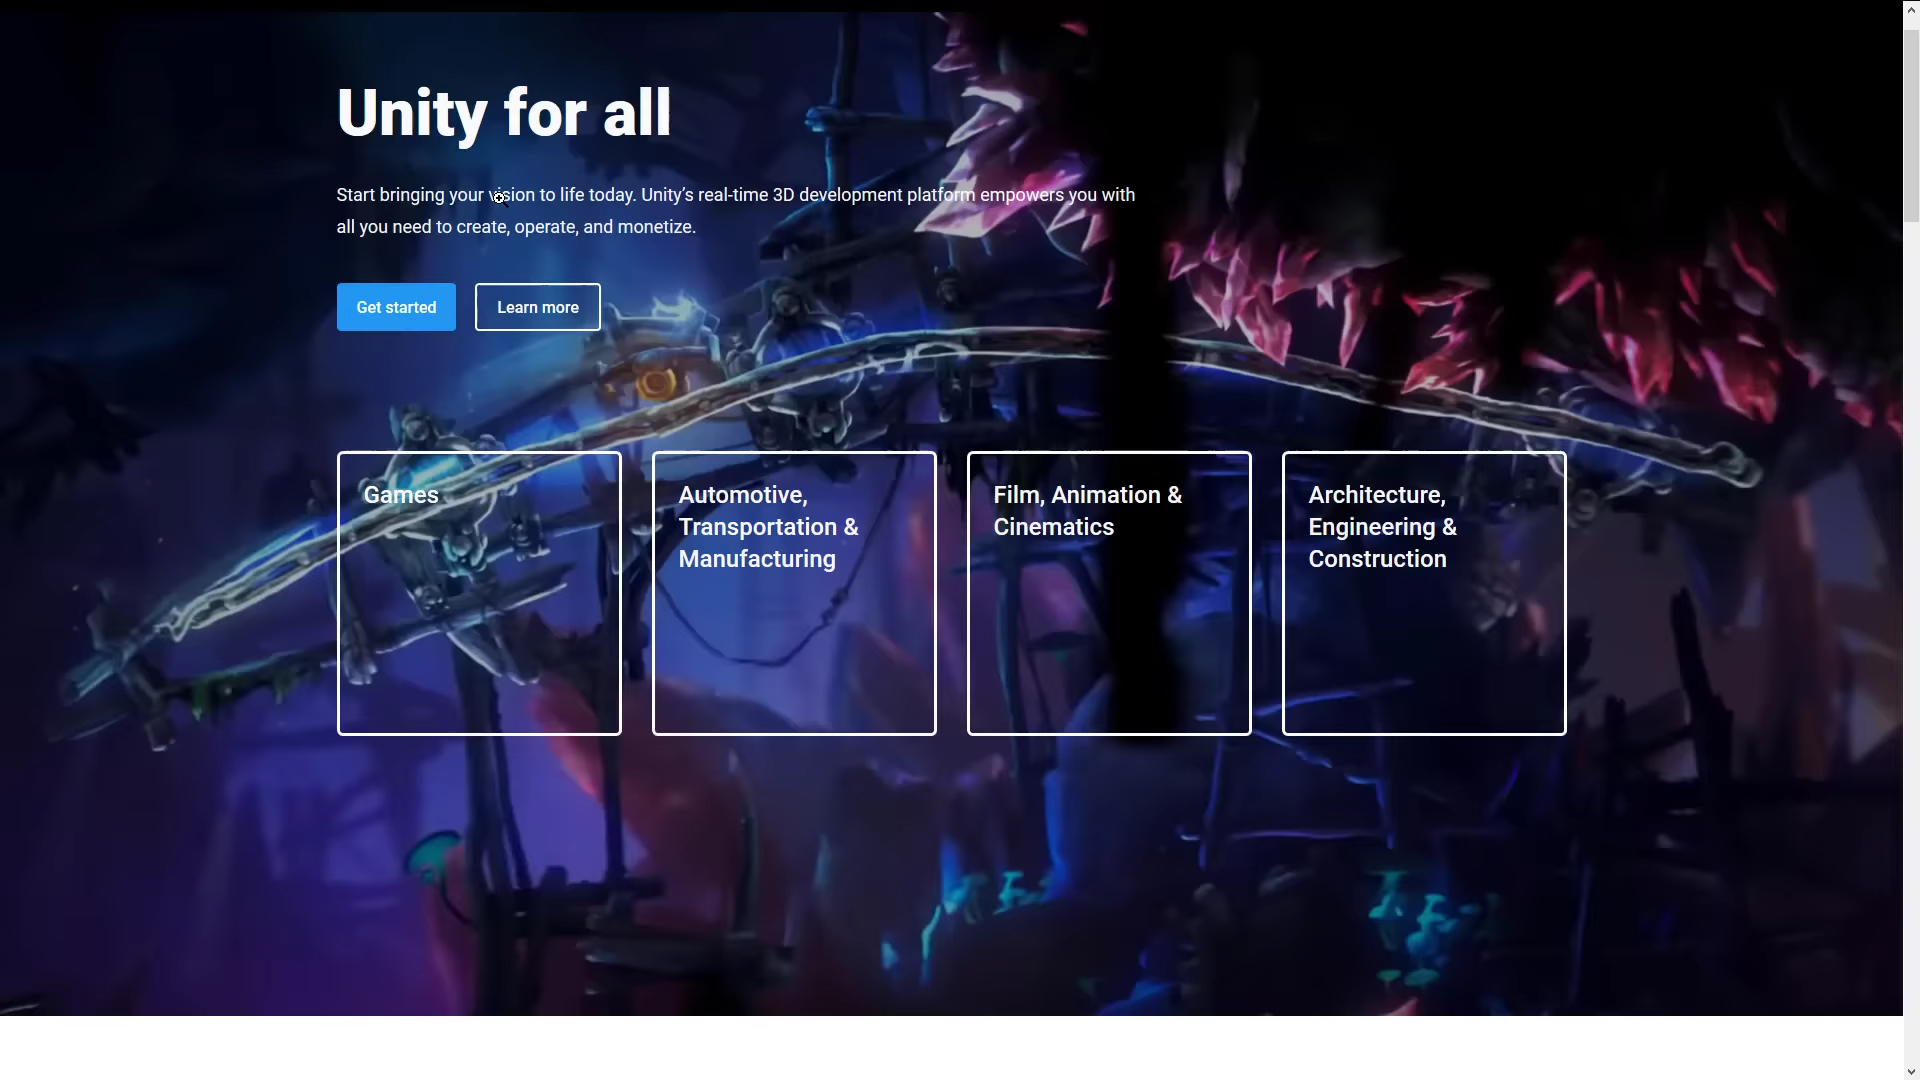 Unity for all
Start bringing your vision to life today. Unity’s real-time 3D development platform empowers you with
all you need to create, operate, and monetize.
Get started
Learn more
Games
Automotive,
Transportation &
Manufacturing
Film, Animation &
Cinematics
Architecture,
Engineering &
Construction